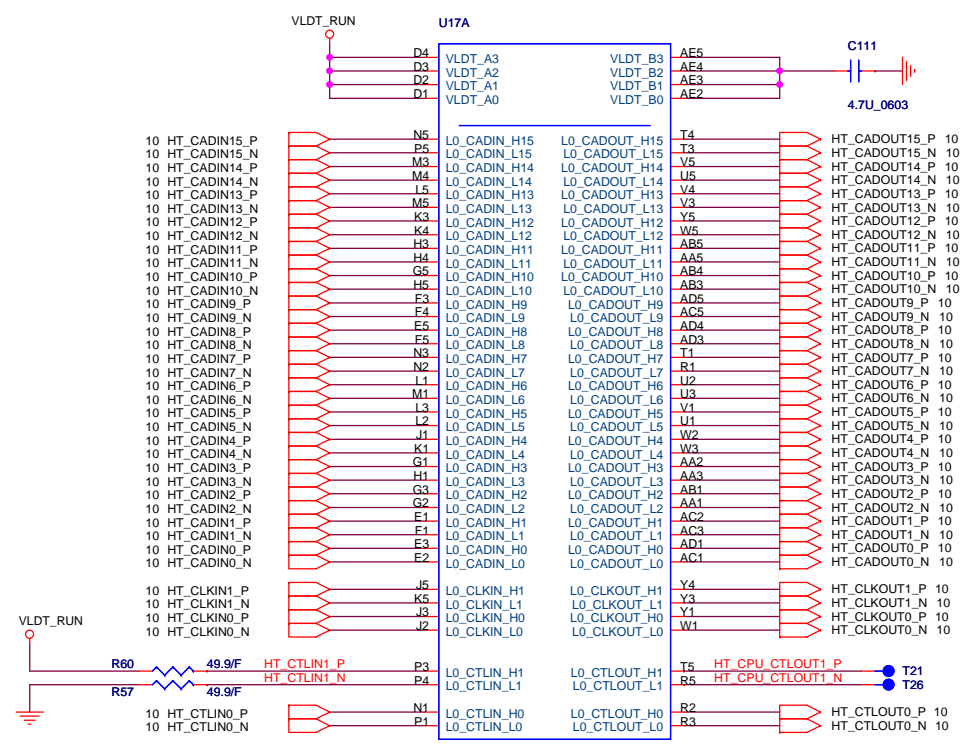 VLDT_RUN U17A
C111
D4 VLDT_A3 VLDT_B3 AE5
D3 VLDT_A2 VLDT_B2 AE4
D2 VLDT_A1 VLDT_B1 AE3
D1 VLDT_A0 VLDT_B0 AE2
4.7U_0603
10 HT_CADIN15_P N5 L0_CADIN_H15 L0_CADOUT_H15 T4 HT_CADOUT15_P 10
10 HT_CADIN15_N P5 L0_CADIN_L15 L0_CADOUT_L15 T3 HT_CADOUT15_N 10
10 HT_CADIN14_P M3 L0_CADIN_H14 L0_CADOUT_H14 V5 HT_CADOUT14_P 10
10 HT_CADIN14_N M4 L0_CADIN_L14 L0_CADOUT_L14 U5 HT_CADOUT14_N 10
10 HT_CADIN13_P L5 L0_CADIN_H13 L0_CADOUT_H13 V4 HT_CADOUT13_P 10
10 HT_CADIN13_N M5 L0_CADIN_L13 L0_CADOUT_L13 V3 HT_CADOUT13_N 10
10 HT_CADIN12_P K3 L0_CADIN_H12 L0_CADOUT_H12 Y5 HT_CADOUT12_P 10
10 HT_CADIN12_N K4 L0_CADIN_L12 L0_CADOUT_L12 W5 HT_CADOUT12_N 10
10 HT_CADIN11_P H3 L0_CADIN_H11 L0_CADOUT_H11 AB5 HT_CADOUT11_P 10
10 HT_CADIN11_N H4 L0_CADIN_L11 L0_CADOUT_L11 AA5 HT_CADOUT11_N 10
10 HT_CADIN10_P G5 L0_CADIN_H10 L0_CADOUT_H10 AB4 HT_CADOUT10_P 10
10 HT_CADIN10_N H5 L0_CADIN_L10 L0_CADOUT_L10 AB3 HT_CADOUT10_N 10
10 HT_CADIN9_P F3 L0_CADIN_H9 L0_CADOUT_H9 AD5 HT_CADOUT9_P 10
10 HT_CADIN9_N F4 L0_CADIN_L9 L0_CADOUT_L9 AC5 HT_CADOUT9_N 10
10 HT_CADIN8_P E5 L0_CADIN_H8 L0_CADOUT_H8 AD4 HT_CADOUT8_P 10
10 HT_CADIN8_N F5 L0_CADIN_L8 L0_CADOUT_L8 AD3 HT_CADOUT8_N 10
10 HT_CADIN7_P N3 L0_CADIN_H7 L0_CADOUT_H7 T1 HT_CADOUT7_P 10
10 HT_CADIN7_N N2 L0_CADIN_L7 L0_CADOUT_L7 R1 HT_CADOUT7_N 10
10 HT_CADIN6_P L1 L0_CADIN_H6 L0_CADOUT_H6 U2 HT_CADOUT6_P 10
10 HT_CADIN6_N M1 L0_CADIN_L6 L0_CADOUT_L6 U3 HT_CADOUT6_N 10
10 HT_CADIN5_P L3 L0_CADIN_H5 L0_CADOUT_H5 V1 HT_CADOUT5_P 10
10 HT_CADIN5_N L2 L0_CADIN_L5 L0_CADOUT_L5 U1 HT_CADOUT5_N 10
10 HT_CADIN4_P J1 L0_CADIN_H4 L0_CADOUT_H4 W2 HT_CADOUT4_P 10
10 HT_CADIN4_N K1 L0_CADIN_L4 L0_CADOUT_L4 W3 HT_CADOUT4_N 10
10 HT_CADIN3_P G1 L0_CADIN_H3 L0_CADOUT_H3 AA2 HT_CADOUT3_P 10
10 HT_CADIN3_N H1 L0_CADIN_L3 L0_CADOUT_L3 AA3 HT_CADOUT3_N 10
10 HT_CADIN2_P G3 L0_CADIN_H2 L0_CADOUT_H2 AB1 HT_CADOUT2_P 10
10 HT_CADIN2_N G2 L0_CADIN_L2 L0_CADOUT_L2 AA1 HT_CADOUT2_N 10
10 HT_CADIN1_P E1 L0_CADIN_H1 L0_CADOUT_H1 AC2 HT_CADOUT1_P 10
10 HT_CADIN1_N F1 L0_CADIN_L1 L0_CADOUT_L1 AC3 HT_CADOUT1_N 10
10 HT_CADIN0_P E3 L0_CADIN_H0 L0_CADOUT_H0 AD1 HT_CADOUT0_P 10
10 HT_CADIN0_N E2 L0_CADIN_L0 L0_CADOUT_L0 AC1 HT_CADOUT0_N 10
10 HT_CLKIN1_P J5 L0_CLKIN_H1 L0_CLKOUT_H1 Y4 HT_CLKOUT1_P 10
10 HT_CLKIN1_N K5 L0_CLKIN_L1 L0_CLKOUT_L1 Y3 HT_CLKOUT1_N 10
10 HT_CLKIN0_P J3 L0_CLKIN_H0 L0_CLKOUT_H0 Y1 HT_CLKOUT0_P 10
10 HT_CLKIN0_N J2 L0_CLKIN_L0 L0_CLKOUT_L0 W1 HT_CLKOUT0_N 10
VLDT_RUN
R60 49.9/F HT_CTLIN1_P P3 L0_CTLIN_H1 L0_CTLOUT_H1 T5 HT_CPU_CTLOUT1_P T21
R57 49.9/F HT_CTLIN1_N P4 L0_CTLIN_L1 L0_CTLOUT_L1 R5 HT_CPU_CTLOUT1_N T26
10 HT_CTLIN0_P N1 L0_CTLIN_H0 L0_CTLOUT_H0 R2 HT_CTLOUT0_P 10
10 HT_CTLIN0_N P1 L0_CTLIN_L0 L0_CTLOUT_L0 R3 HT_CTLOUT0_N 10